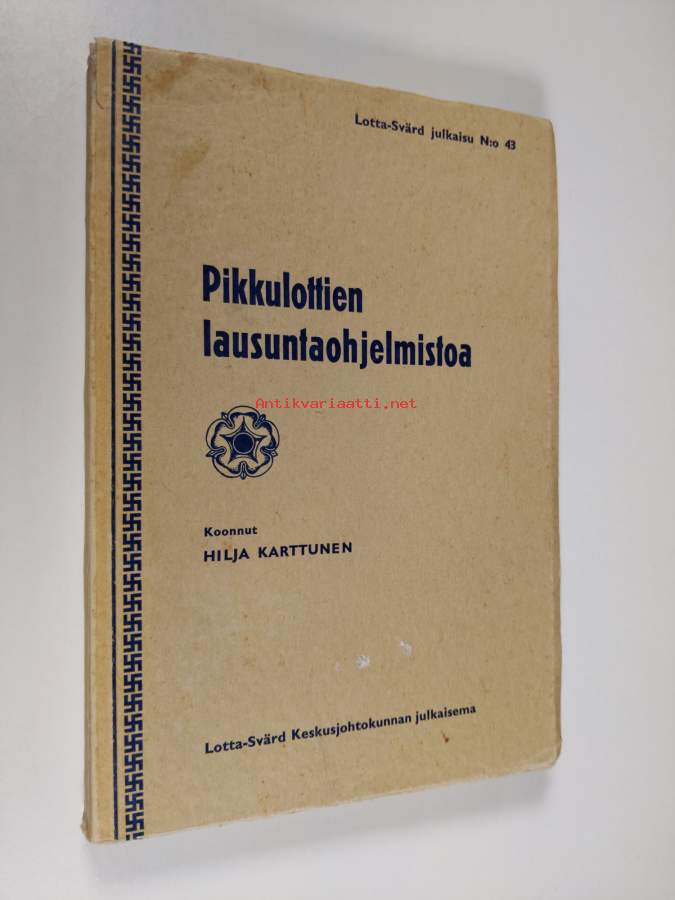 Lotta-Svärd julkaisu N:o 43
Pikkulottien
lausuntaohjelmistoa
Antikvariaatti.net
Koonnut
HILJA KARTTUNEN
Lotta-Svärd Keskusjohtokunnan julkaisema